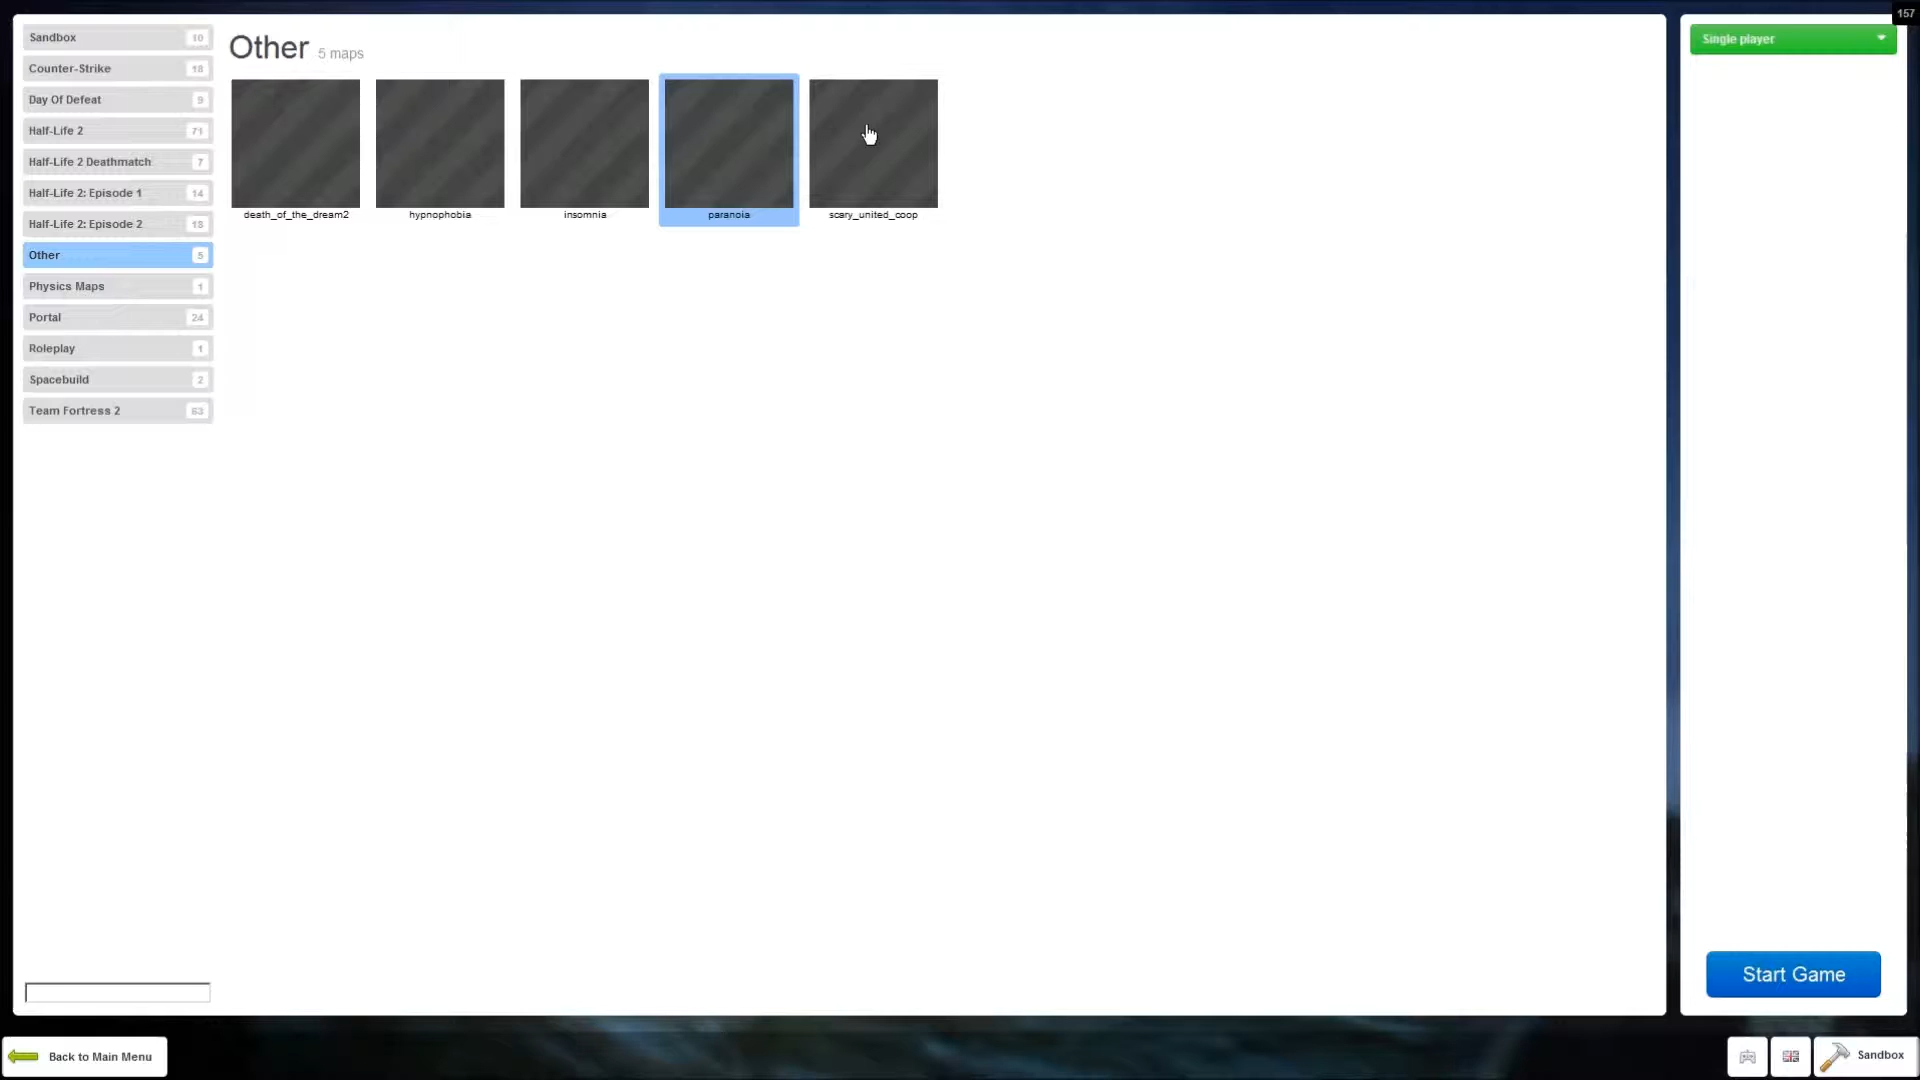 157
Sandbox 10
Counter-Strike 18
Day Of Defeat 9
Half-Life 2 71
Half-Life 2 Deathmatch 7
Half-Life 2: Episode 1 14
Half-Life 2: Episode 2 18
Other 5
Physics Maps 1
Portal 24
Roleplay 1
Spacebuild 2
Team Fortress 2 63
Other 5 maps
death_of_the_dream2
hypnophobia
insomnia
paranoia
scary_united_coop
Single player
Start Game
Back to Main Menu
Sandbox